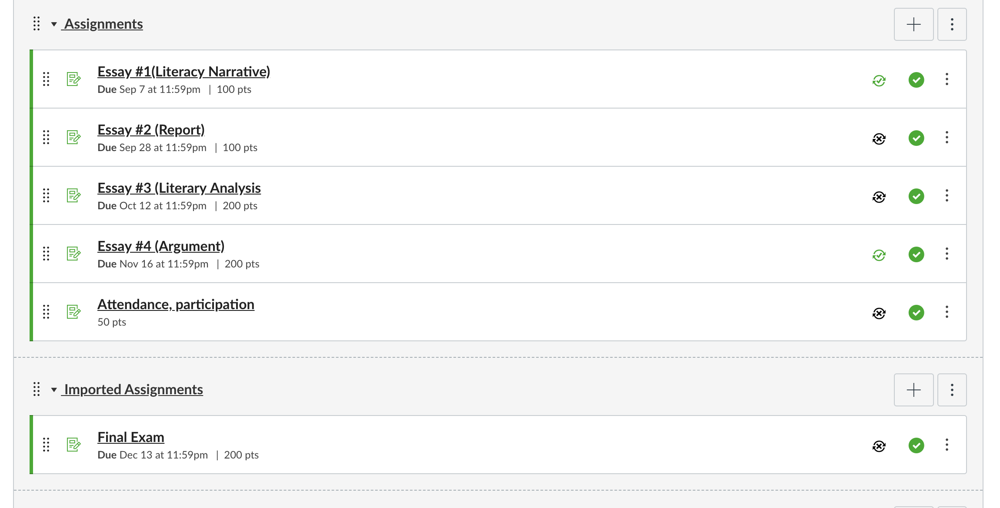 Assignments
Essay #1(Literacy Narrative)
Due Sep 7 at 11:59pm | 100 pts
Essay #2 (Report)
Due Sep 28 at 11:59pm | 100 pts
Essay #3 (Literary Analysis
Due Oct 12 at 11:59pm | 200 pts
Essay #4 (Argument)
Due Nov 16 at 11:59pm | 200 pts
Attendance, participation
50 pts
Imported Assignments
Final Exam
Due Dec 13 at 11:59pm | 200 pts